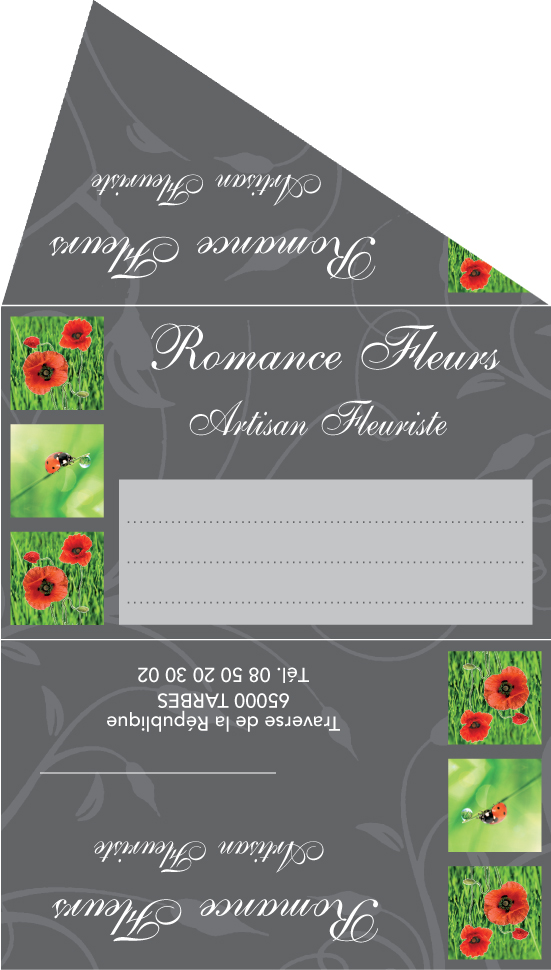 Artisan Fleuriste
Romance Fleurs
Romance Fleurs
Artisan Fleuriste
Tél. 08 50 20 30 02
65000 TARBES
Traverse de la République
Artisan Fleuriste
Romance Fleurs